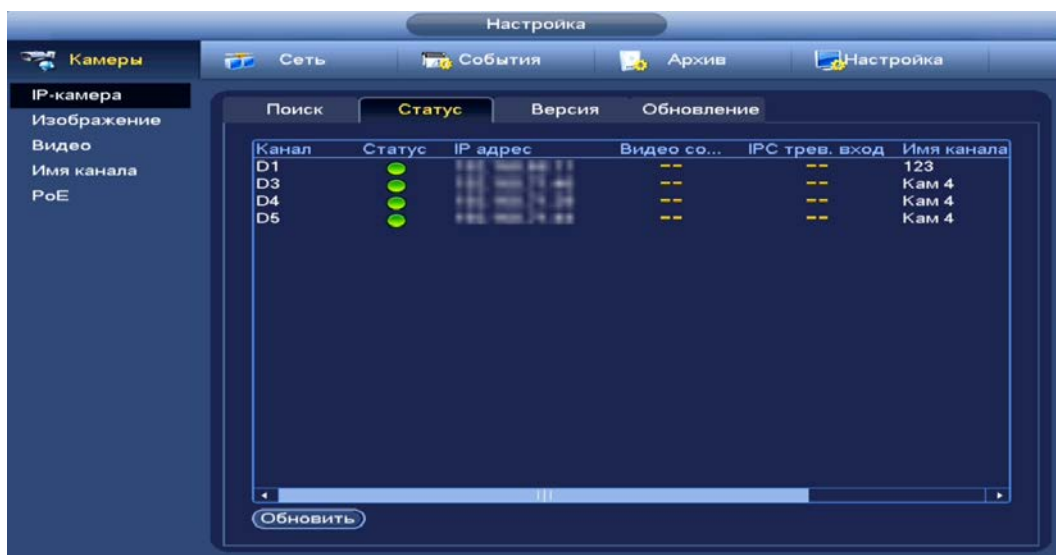 Настройка
Камеры Сеть События Архив Настройка
IP-камера
Изображение
Видео
Имя канала
PoE
Поиск Статус Версия Обновление
Канал Статус IP адрес Видео со... IPC трев. вход Имя канала
D1 -- -- 123
D3 -- -- Кам 4
D4 -- -- Кам 4
D5 -- -- Кам 4
Обновить